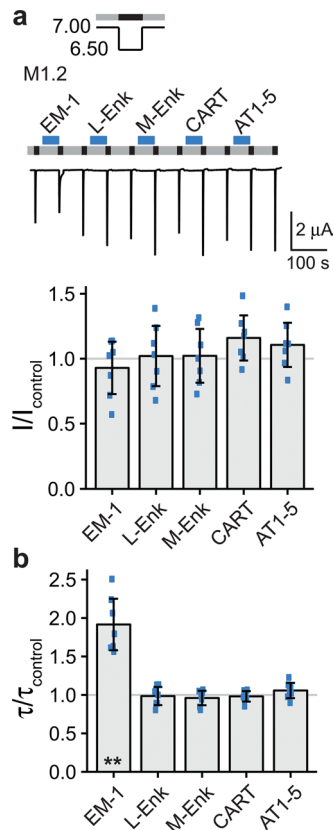 a
7.00
6.50
M1.2
EM-1 L-Enk M-Enk CART AT1-5
2 µA
100 s
I/Icontrol
1.5
1.0
0.5
0.0
EM-1 L-Enk M-Enk CART AT1-5
b
τ/τcontrol
2.5
2.0
1.5
1.0
0.5
0.0
**
EM-1 L-Enk M-Enk CART AT1-5